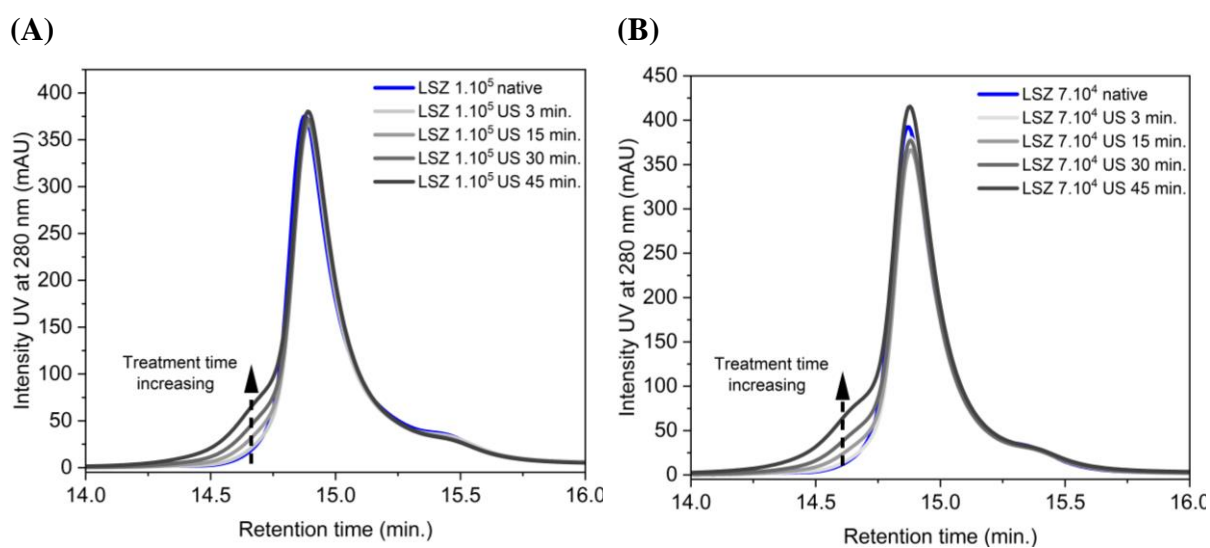 (A)
Intensity UV at 280 nm (mAU)
400
350
300
250
200
150
100
50
0
LSZ 1.10⁵ native
LSZ 1.10⁵ US 3 min.
LSZ 1.10⁵ US 15 min.
LSZ 1.10⁵ US 30 min.
LSZ 1.10⁵ US 45 min.
Treatment time
increasing
14.0 14.5 15.0 15.5 16.0
Retention time (min.)
(B)
Intensity UV at 280 nm (mAU)
450
400
350
300
250
200
150
100
50
0
LSZ 7.10⁴ native
LSZ 7.10⁴ US 3 min.
LSZ 7.10⁴ US 15 min.
LSZ 7.10⁴ US 30 min.
LSZ 7.10⁴ US 45 min.
Treatment time
increasing
14.0 14.5 15.0 15.5 16.0
Retention time (min.)